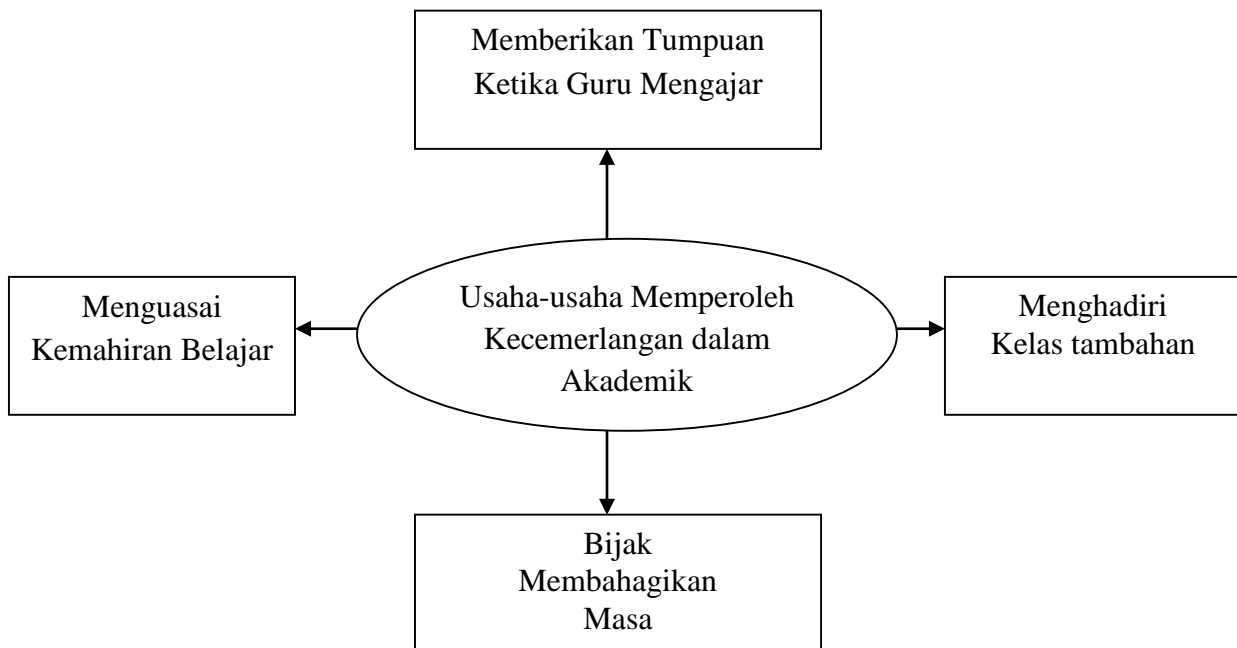 Memberikan Tumpuan
Ketika Guru Mengajar
Menguasai
Kemahiran Belajar
Usaha-usaha Memperoleh
Kecemerlangan dalam
Akademik
Menghadiri
Kelas tambahan
Bijak
Membahagikan
Masa